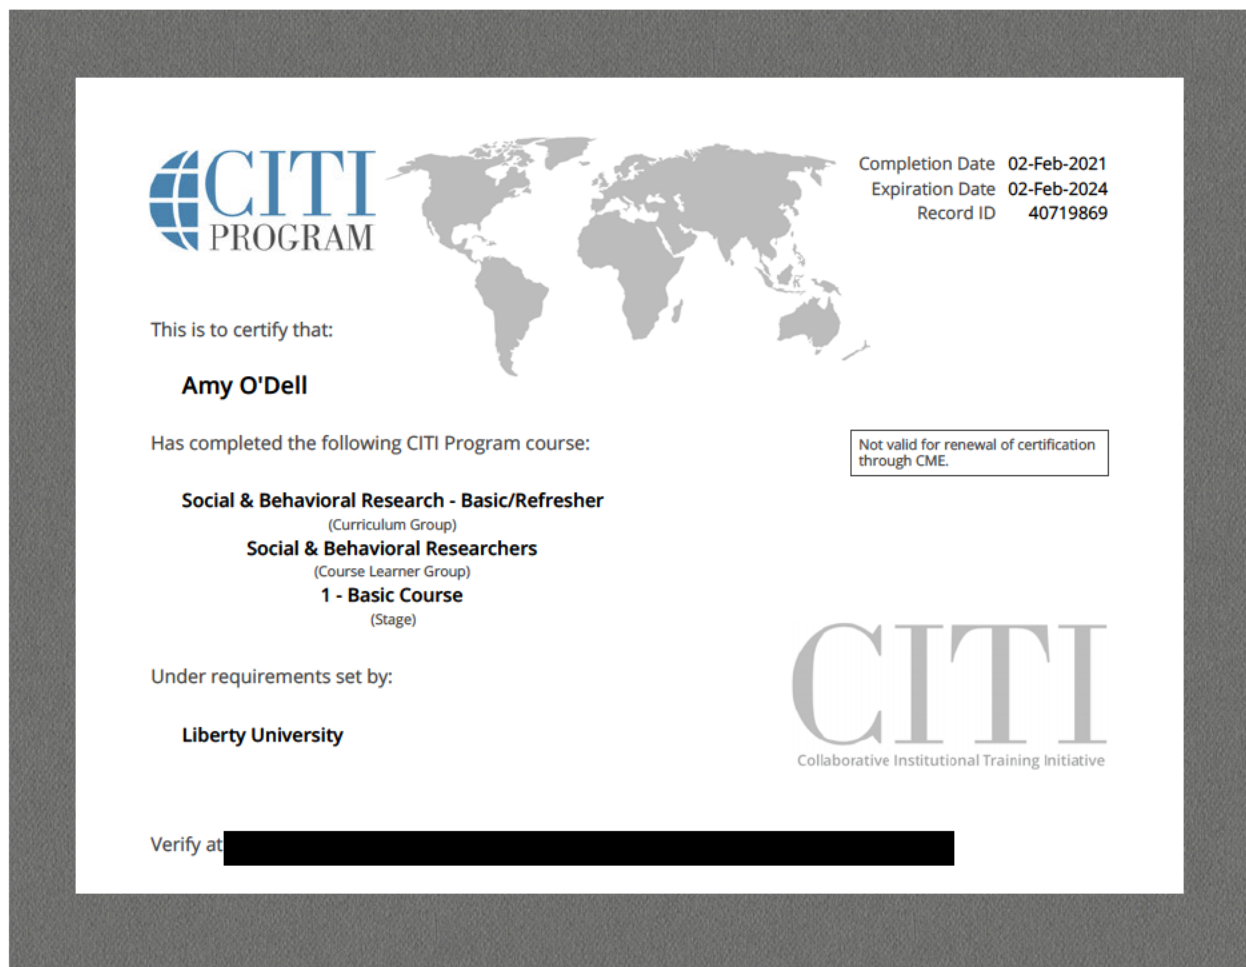 CITI
PROGRAM
Completion Date 02-Feb-2021
Expiration Date 02-Feb-2024
Record ID 40719869
This is to certify that:
Amy O'Dell
Has completed the following CITI Program course:
Not valid for renewal of certification
through CME.
Social & Behavioral Research - Basic/Refresher
(Curriculum Group)
Social & Behavioral Researchers
(Course Learner Group)
1 - Basic Course
(Stage)
Under requirements set by:
Liberty University
CITI
Collaborative Institutional Training Initiative
Verify at